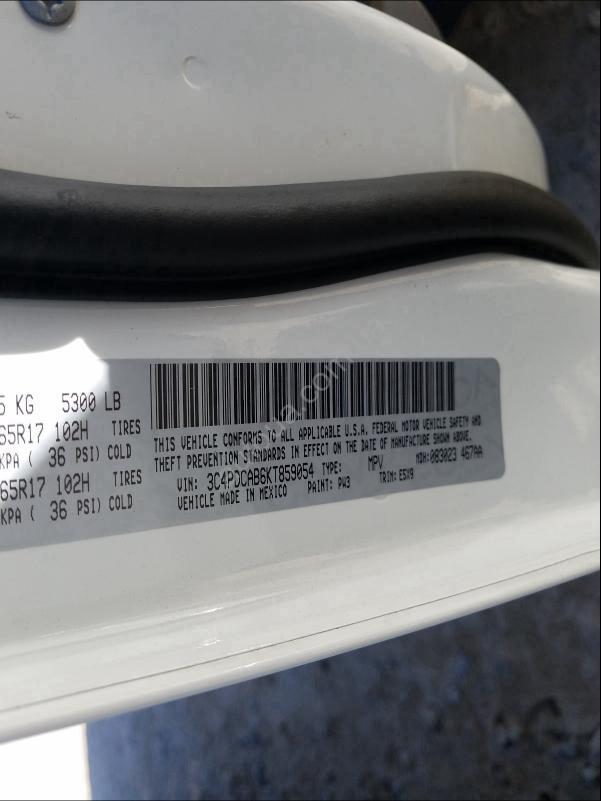 5 KG 5300 LB
65R17 102H TIRES
KPA ( 36 PSI) COLD
65R17 102H TIRES
KPA ( 36 PSI) COLD
THIS VEHICLE CONFORMS TO ALL APPLICABLE U.S.A. FEDERAL MOTOR VEHICLE SAFETY AND
THEFT PREVENTION STANDARDS IN EFFECT ON THE DATE OF MANUFACTURE SHOWN ABOVE
VIN: 3C4PDCAB6KT859054 TYPE: MPV MDH:083023 467AA
VEHICLE MADE IN MEXICO PAINT: PW3 TRIM: E5X9